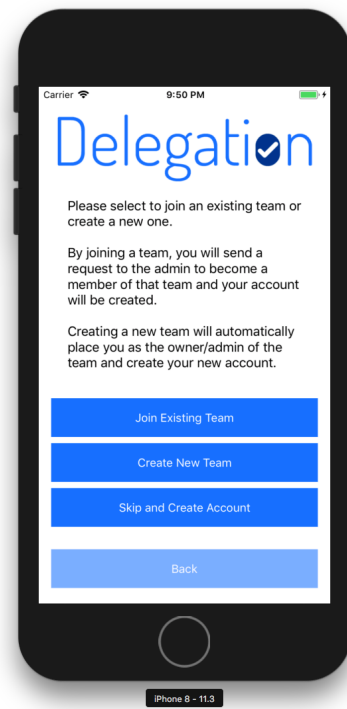 Carrier 9:50 PM
Delegation
Please select to join an existing team or
create a new one.
By joining a team, you will send a
request to the admin to become a
member of that team and your account
will be created.
Creating a new team will automatically
place you as the owner/admin of the
team and create your new account.
Join Existing Team
Create New Team
Skip and Create Account
Back
iPhone 8 - 11.3